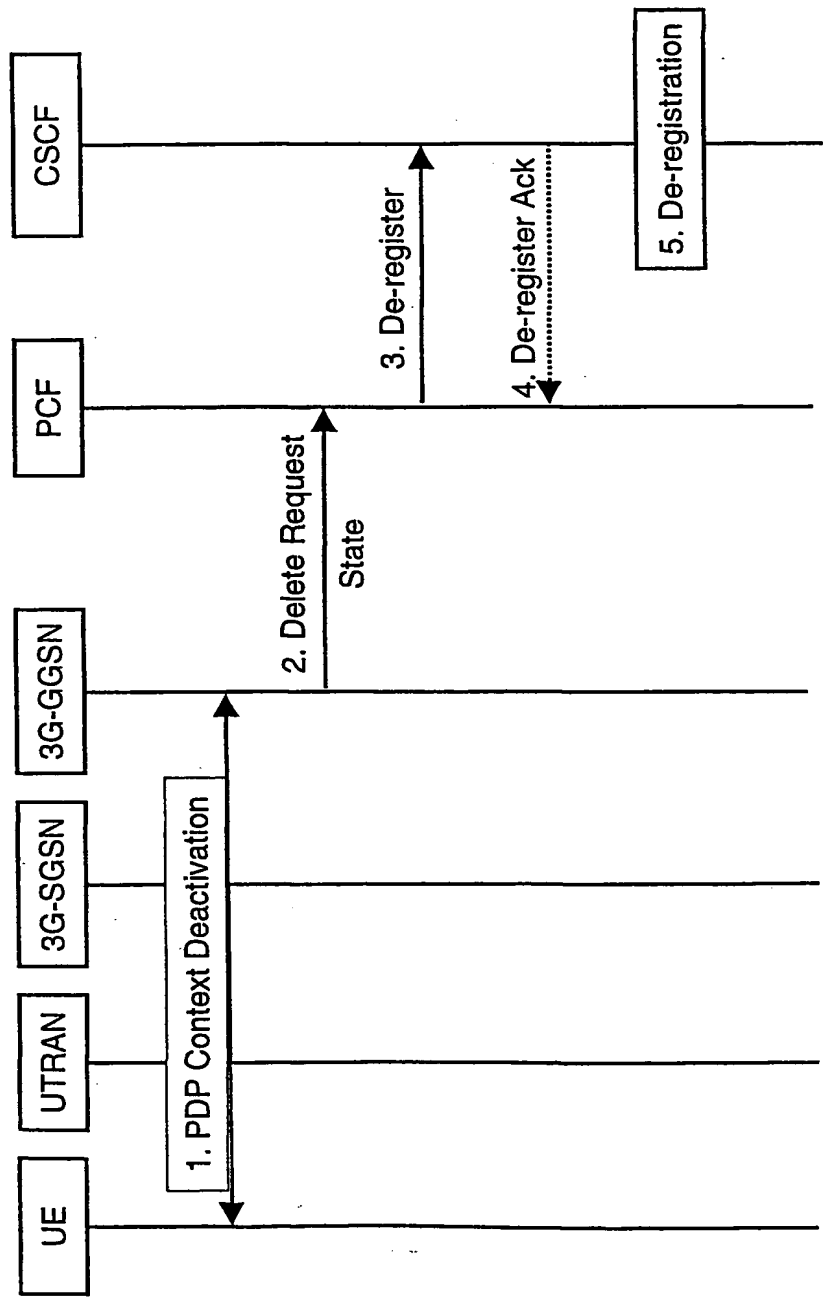 UE
UTRAN
3G-SGSN
3G-GGSN
PCF
CSCF
1. PDP Context Deactivation
2. Delete Request
State
3. De-register
4. De-register Ack
5. De-registration